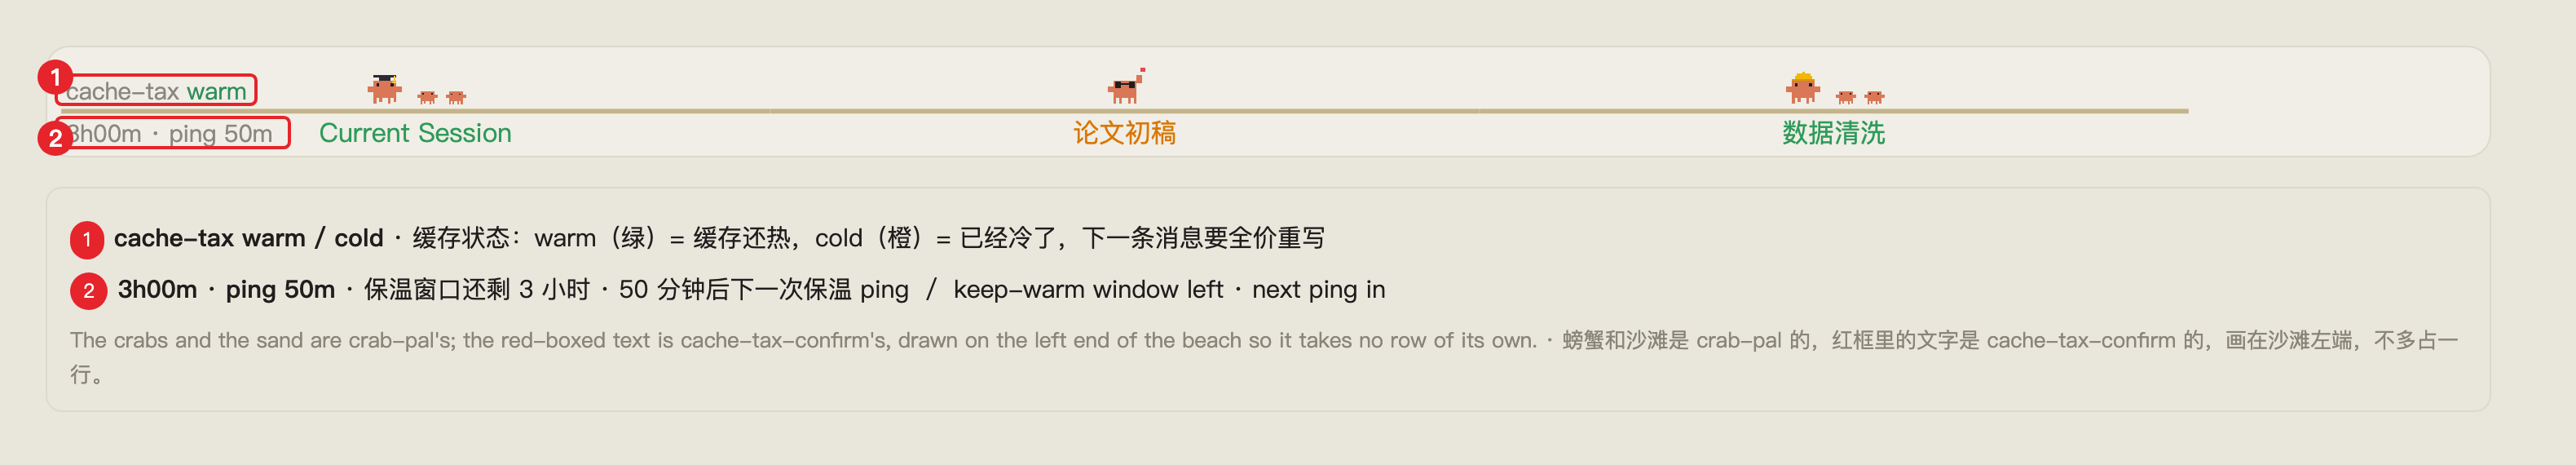 1
cache-tax warm
2 3h00m · ping 50m Current Session 论文初稿 数据清洗
1 cache-tax warm / cold · 缓存状态：warm（绿）= 缓存还热，cold（橙）= 已经冷了，下一条消息要全价重写
2 3h00m · ping 50m · 保温窗口还剩 3 小时 · 50 分钟后下一次保温 ping / keep-warm window left · next ping in
The crabs and the sand are crab-pal's; the red-boxed text is cache-tax-confirm's, drawn on the left end of the beach so it takes no row of its own. · 螃蟹和沙滩是 crab-pal 的，红框里的文字是 cache-tax-confirm 的，画在沙滩左端，不多占一
行。